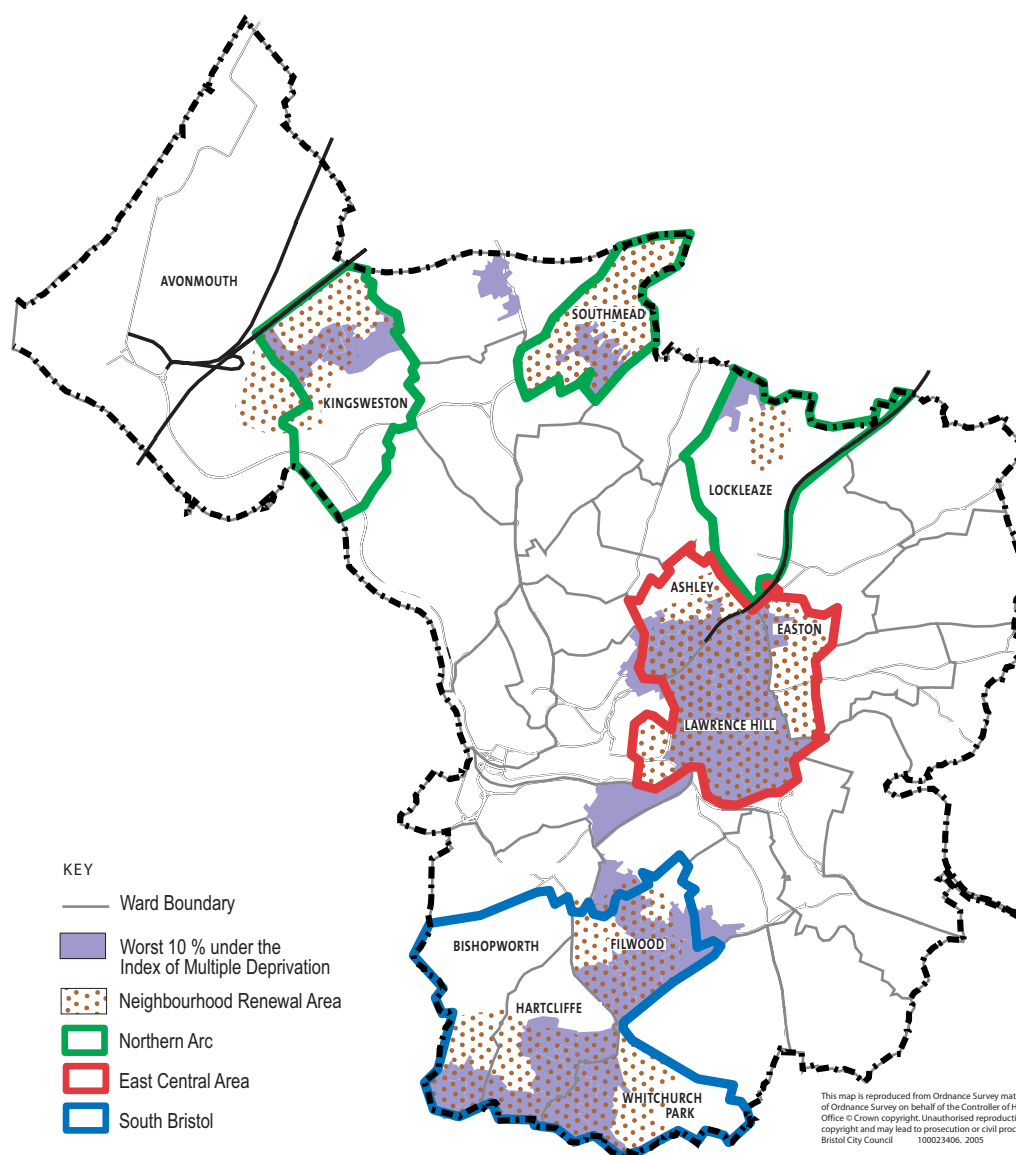 AVONMOUTH
SOUTHMEAD
KINGSWESTON
LOCKLEAZE
ASHLEY
EASTON
LAWRENCE HILL
BISHOPWORTH
FILWOOD
HARTCLIFFE
WHITCHURCH
PARK
KEY
Ward Boundary
Worst 10 % under the
Index of Multiple Deprivation
Neighbourhood Renewal Area
Northern Arc
East Central Area
South Bristol
This map is reproduced from Ordnance Survey mat
of Ordnance Survey on behalf of the Controller of H
Office © Crown copyright. Unauthorised reproducti
copyright and may lead to prosecution or civil proc
Bristol City Council 100023406. 2005